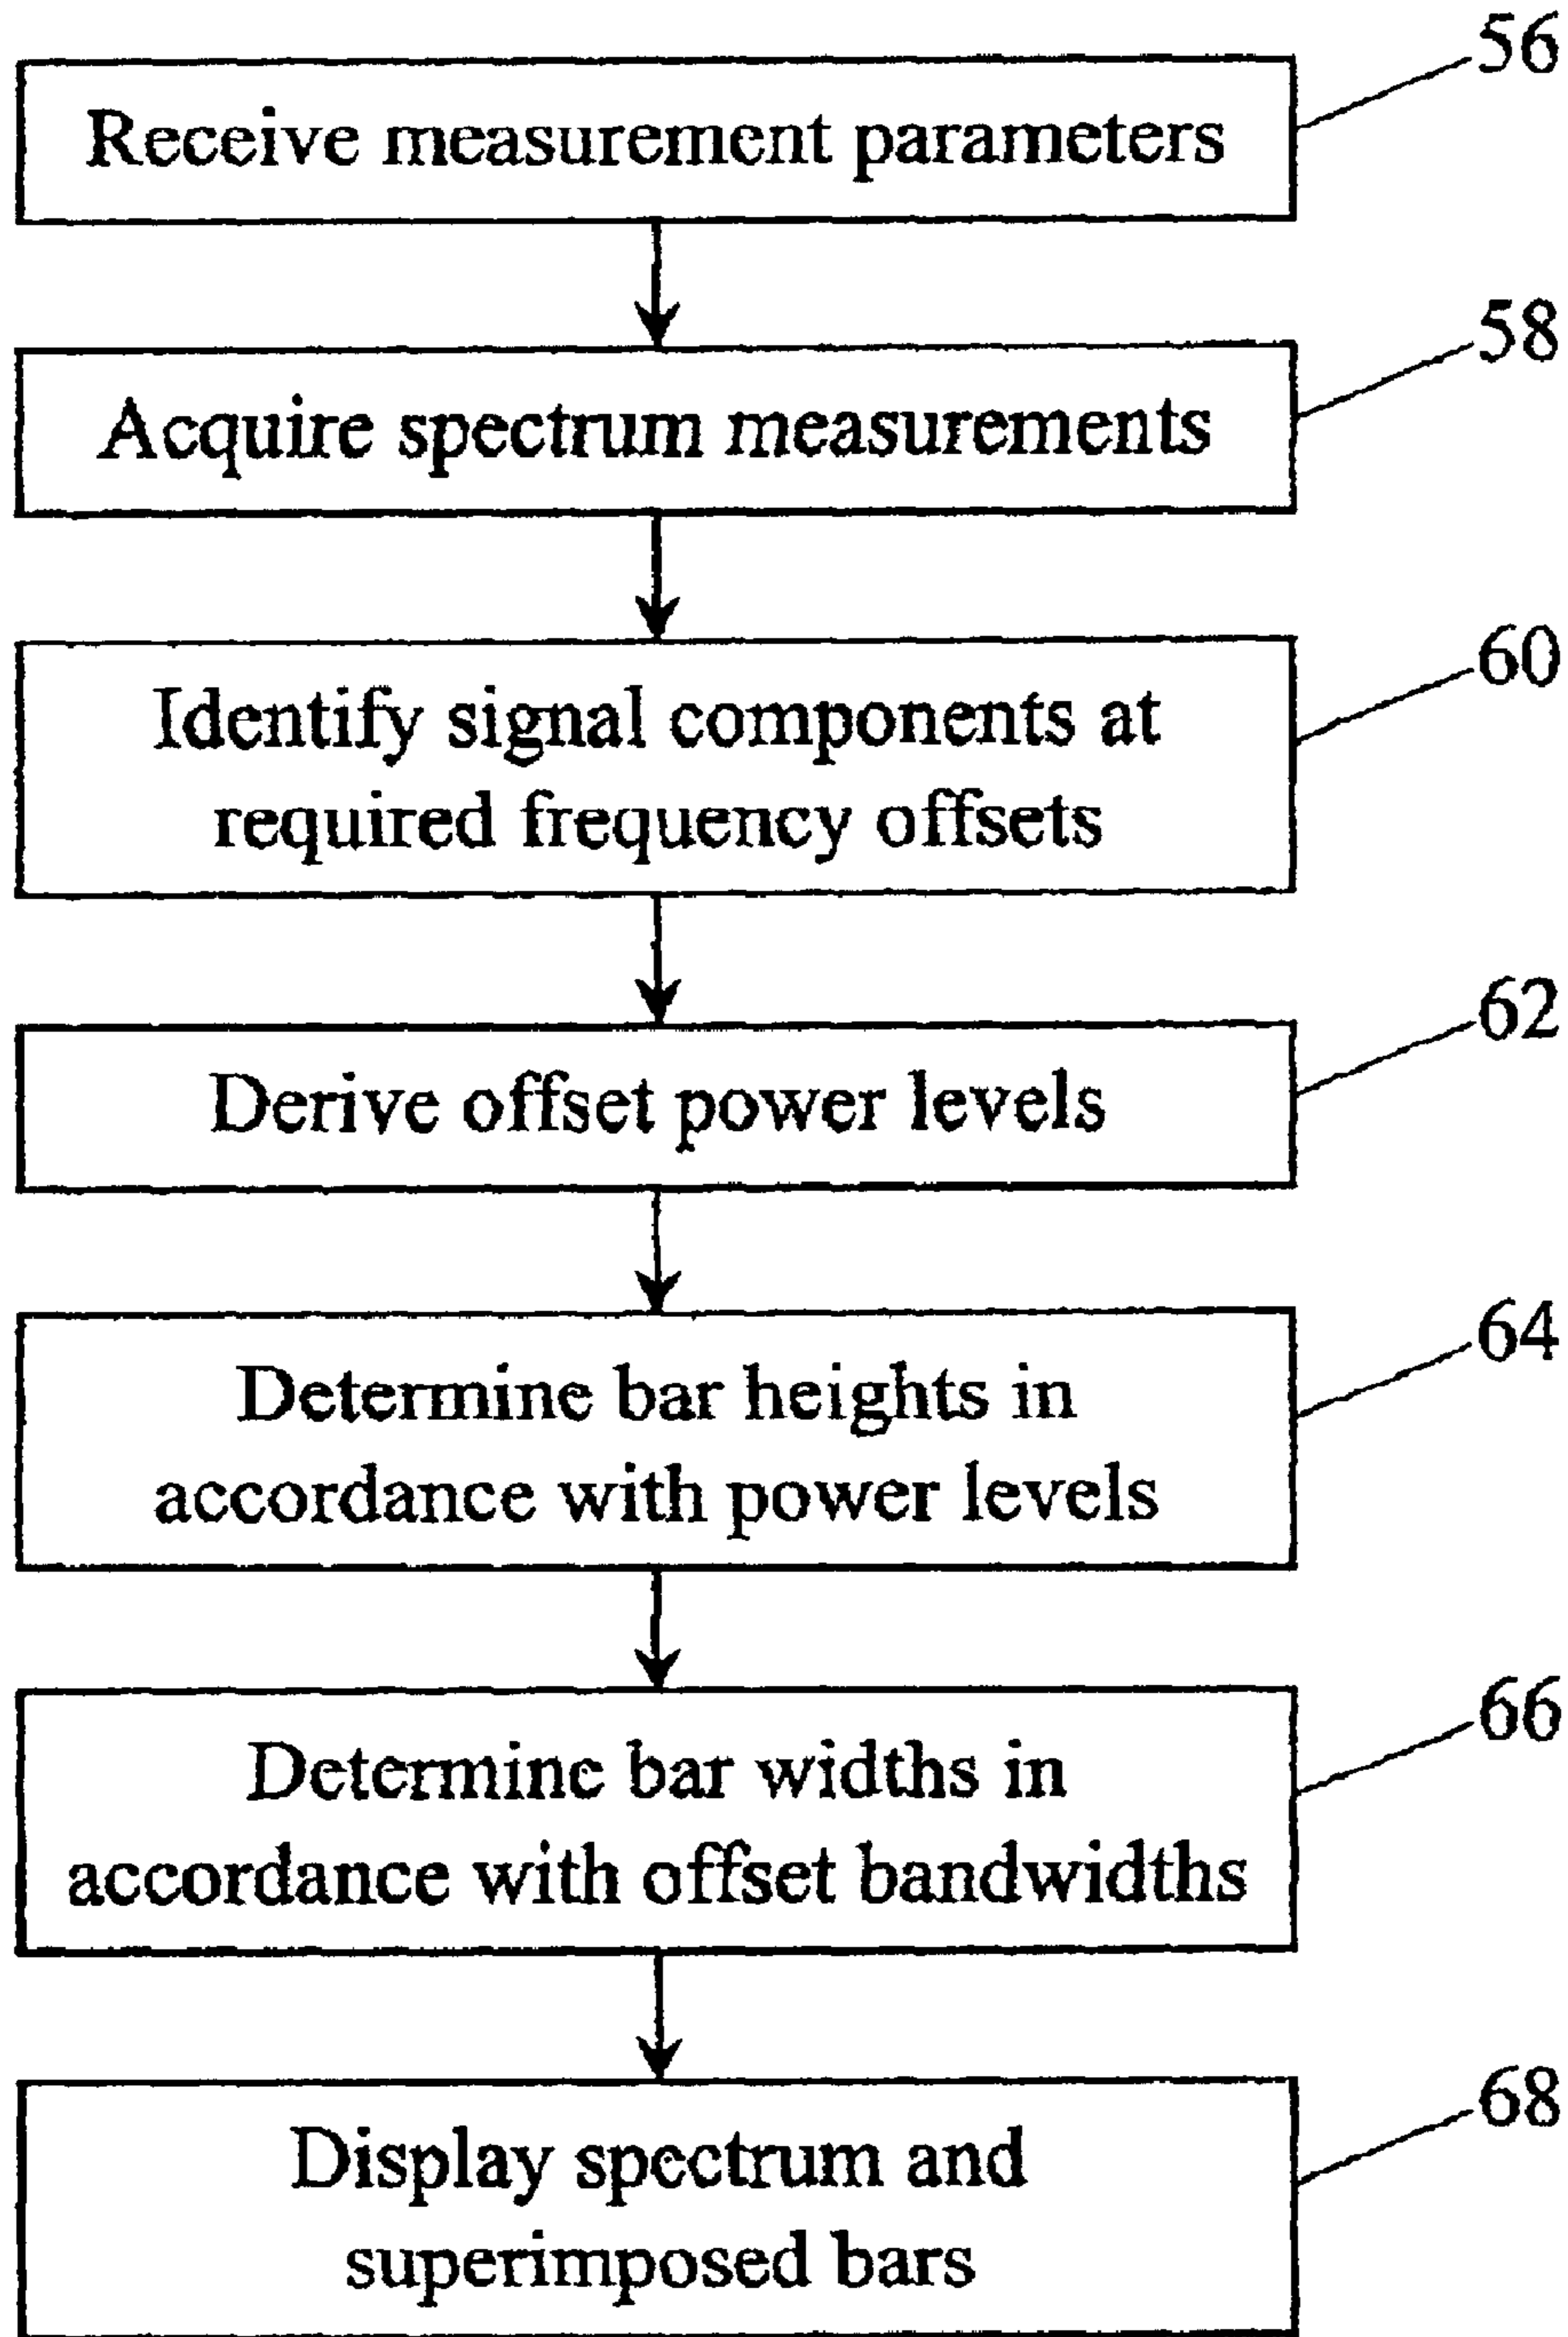 56
Receive measurement parameters
58
Acquire spectrum measurements
60
Identify signal components at
required frequency offsets
62
Derive offset power levels
64
Determine bar heights in
accordance with power levels
66
Determine bar widths in
accordance with offset bandwidths
68
Display spectrum and
superimposed bars